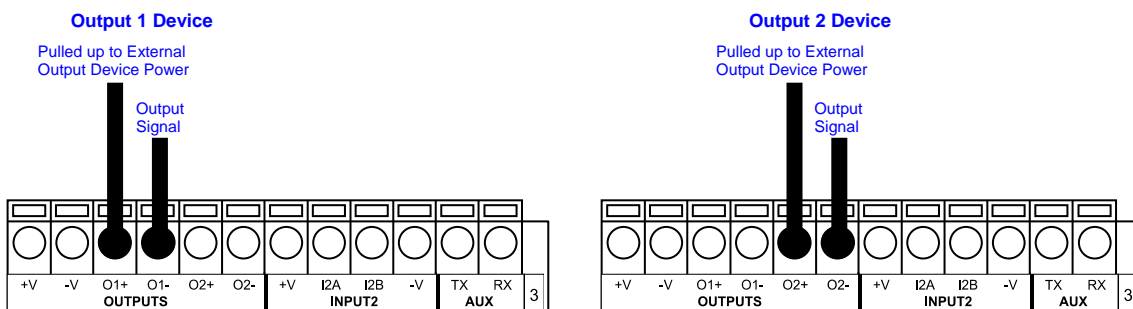 Output 1 Device
Pulled up to External
Output Device Power
Output
Signal
+V -V O1+ O1- O2+ O2- +V I2A I2B -V TX RX
OUTPUTS INPUT2 AUX 3
Output 2 Device
Pulled up to External
Output Device Power
Output
Signal
+V -V O1+ O1- O2+ O2- +V I2A I2B -V TX RX
OUTPUTS INPUT2 AUX 3